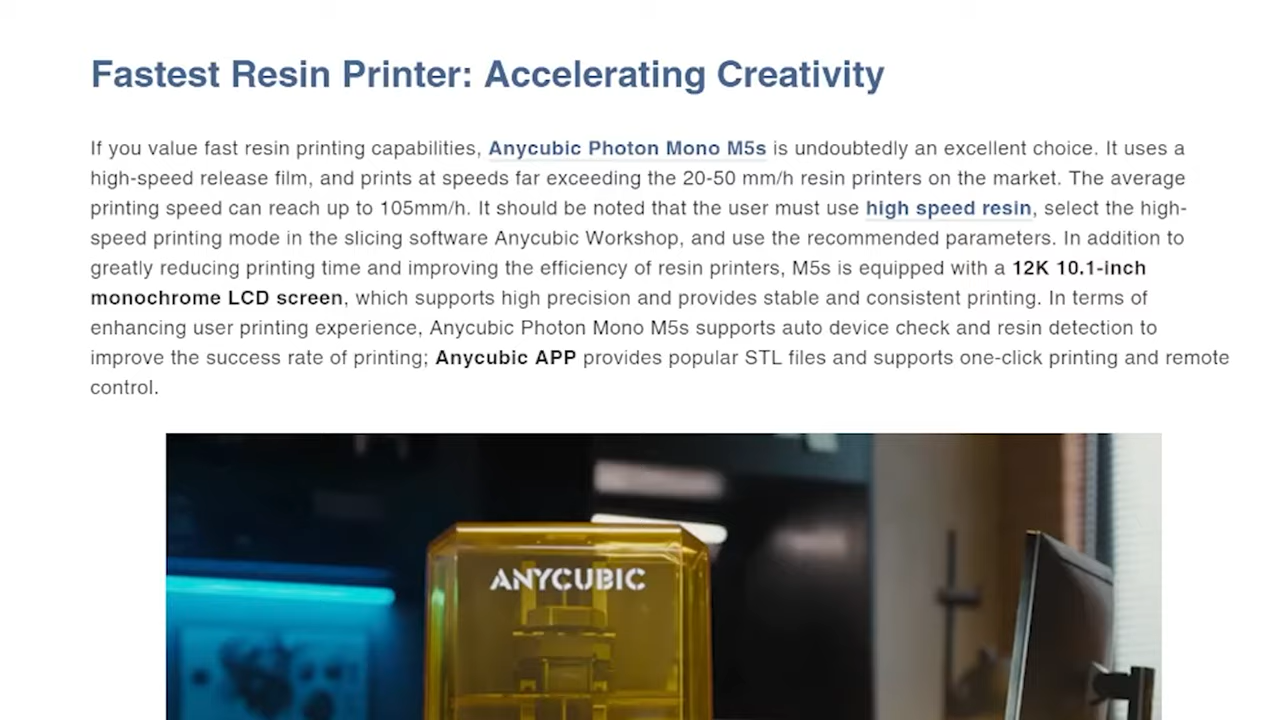 Fastest Resin Printer: Accelerating Creativity
If you value fast resin printing capabilities, Anycubic Photon Mono M5s is undoubtedly an excellent choice. It uses a
high-speed release film, and prints at speeds far exceeding the 20-50 mm/h resin printers on the market. The average
printing speed can reach up to 105mm/h. It should be noted that the user must use high speed resin, select the high-
speed printing mode in the slicing software Anycubic Workshop, and use the recommended parameters. In addition to
greatly reducing printing time and improving the efficiency of resin printers, M5s is equipped with a 12K 10.1-inch
monochrome LCD screen, which supports high precision and provides stable and consistent printing. In terms of
enhancing user printing experience, Anycubic Photon Mono M5s supports auto device check and resin detection to
improve the success rate of printing; Anycubic APP provides popular STL files and supports one-click printing and remote
control.
ANYCUBIC